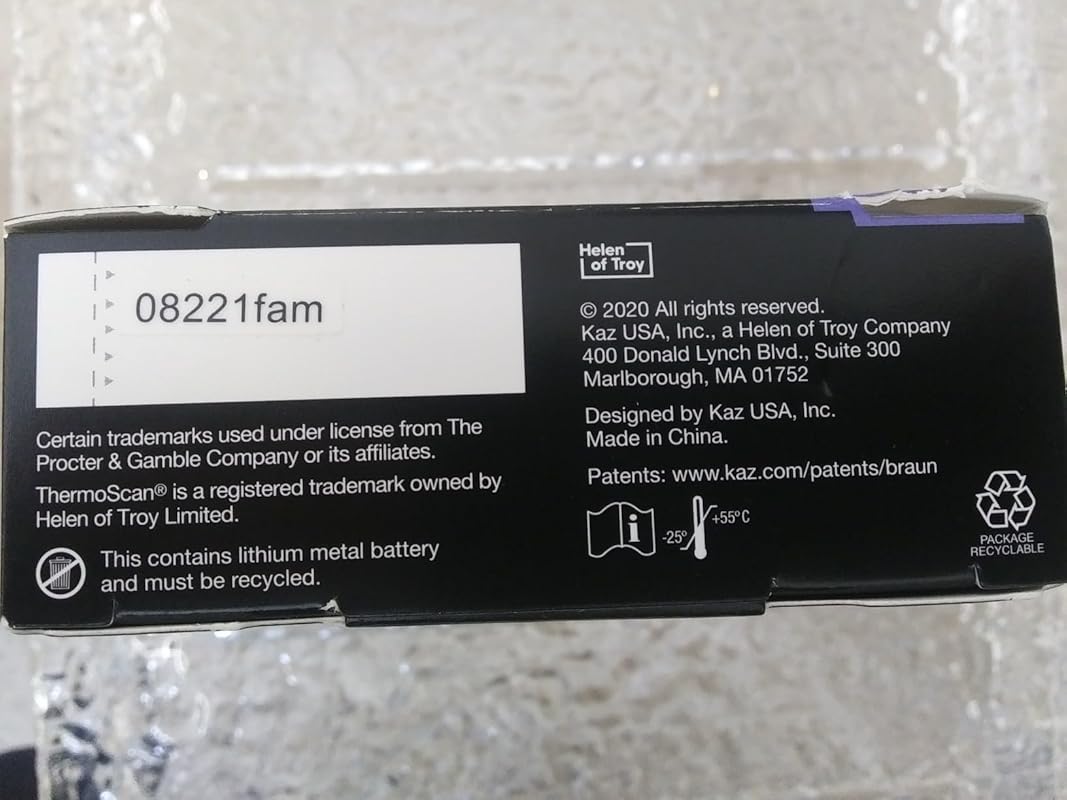 08221fam
Certain trademarks used under license from The
Procter & Gamble Company or its affiliates.
ThermoScan® is a registered trademark owned by
Helen of Troy Limited.
This contains lithium metal battery
and must be recycled.
Helen
of Troy
© 2020 All rights reserved.
Kaz USA, Inc., a Helen of Troy Company
400 Donald Lynch Blvd., Suite 300
Marlborough, MA 01752
Designed by Kaz USA, Inc.
Made in China.
Patents: www.kaz.com/patents/braun
i
+55°C
-25°
PACKAGE
RECYCLABLE